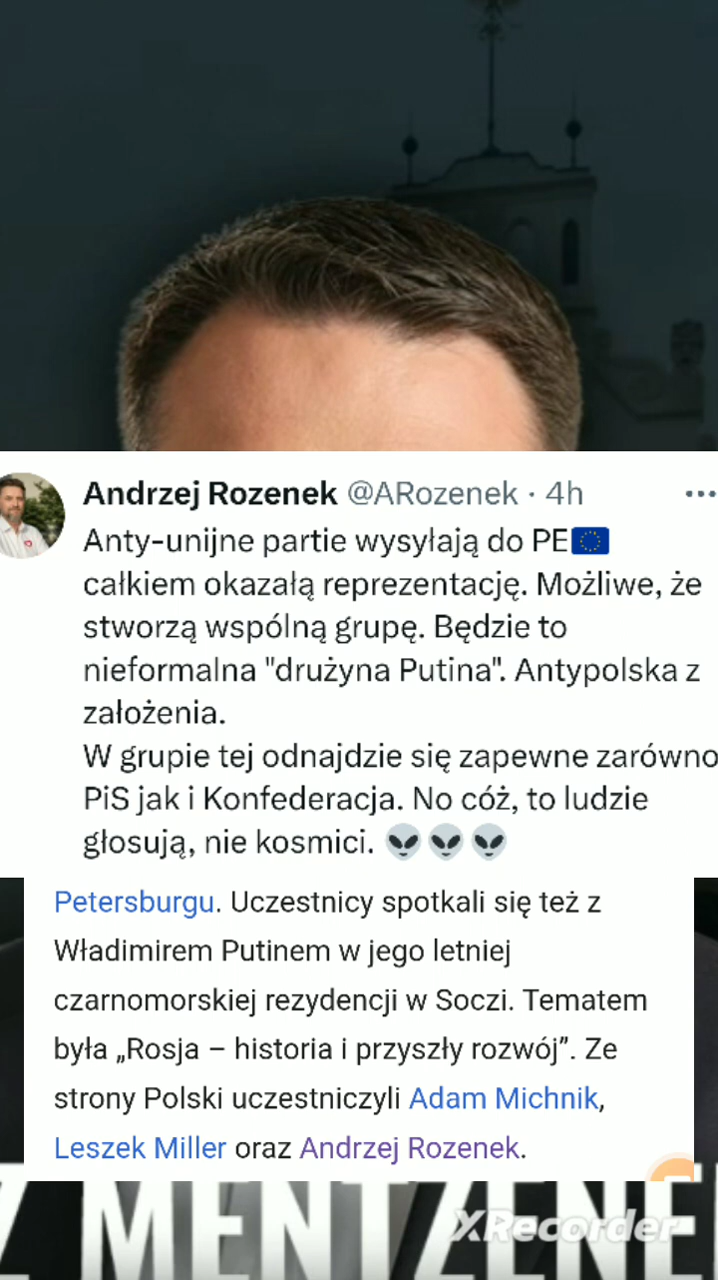 Andrzej Rozenek @ARozenek · 4h
Anty-unijne partie wysyłają do PE🇪🇺
całkiem okazałą reprezentację. Możliwe, że
stworzą wspólną grupę. Będzie to
nieformalna "drużyna Putina". Antypolska z
założenia.
W grupie tej odnajdzie się zapewne zarówno
PiS jak i Konfederacja. No cóż, to ludzie
głosują, nie kosmici. 👽👽👽
Petersburgu. Uczestnicy spotkali się też z
Władimirem Putinem w jego letniej
czarnomorskiej rezydencji w Soczi. Tematem
była „Rosja – historia i przyszły rozwój”. Ze
strony Polski uczestniczyli Adam Michnik,
Leszek Miller oraz Andrzej Rozenek.
Z MENTZENE
XRecorder